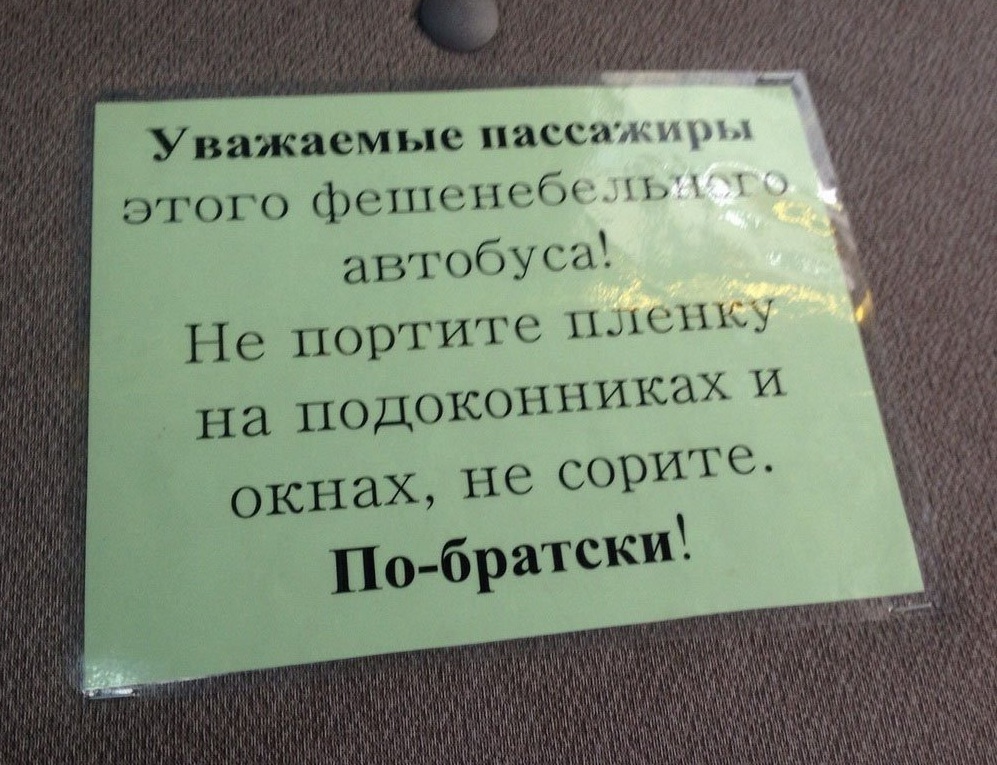 Уважаемые пассажиры
этого фешенебельного
автобуса!
Не портите пленку
на подоконниках и
окнах, не сорите.
По-братски!